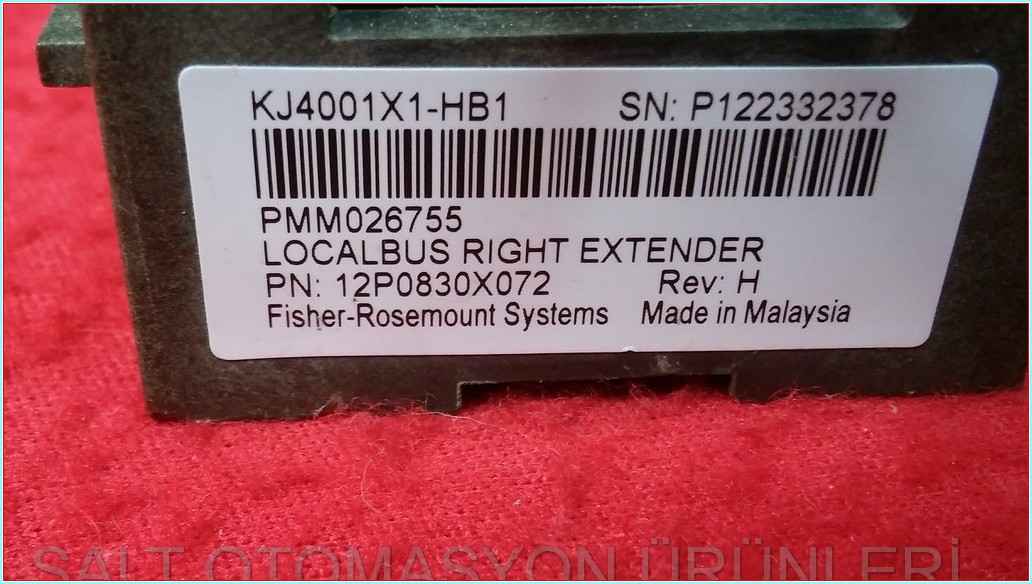 KJ4001X1-HB1 SN: P122332378
PMM026755
LOCALBUS RIGHT EXTENDER
PN: 12P0830X072 Rev: H
Fisher-Rosemount Systems Made in Malaysia
SALT OTOMASYON ÜRÜNLERİ